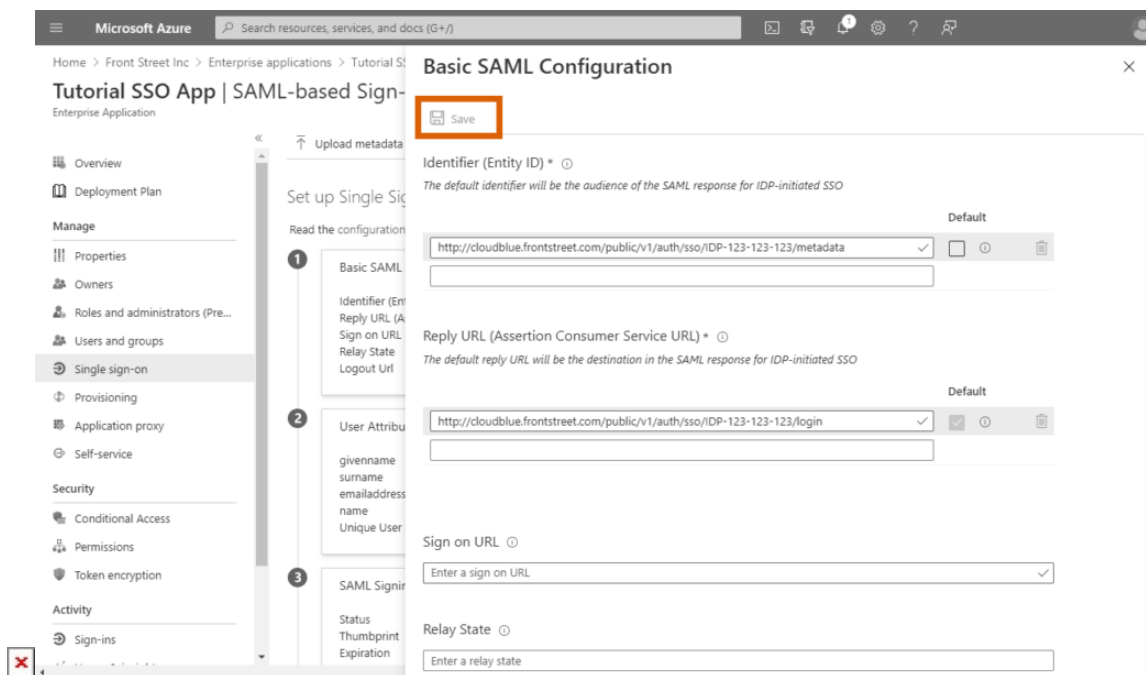 Microsoft Azure
Search resources, services, and docs (G+/)
1
Home > Front Street Inc > Enterprise applications > Tutorial S
Tutorial SSO App | SAML-based Sign-
Enterprise Application
Overview
Deployment Plan
Manage
Properties
Owners
Roles and administrators (Pre...
Users and groups
Single sign-on
Provisioning
Application proxy
Self-service
Security
Conditional Access
Permissions
Token encryption
Activity
Sign-ins
Upload metadata
Set up Single Sig
Read the configuration
1
Basic SAML
Identifier (Ent
Reply URL (A
Sign on URL
Relay State
Logout Url
2
User Attribu
givenname
surname
emailaddress
name
Unique User
3
SAML Signin
Status
Thumbprint
Expiration
Basic SAML Configuration
Save
Identifier (Entity ID) *
The default identifier will be the audience of the SAML response for IDP-initiated SSO
Default
http://cloudblue.frontstreet.com/public/v1/auth/sso/IDP-123-123-123/metadata
Reply URL (Assertion Consumer Service URL) *
The default reply URL will be the destination in the SAML response for IDP-initiated SSO
Default
http://cloudblue.frontstreet.com/public/v1/auth/sso/IDP-123-123-123/login
Sign on URL
Enter a sign on URL
Relay State
Enter a relay state